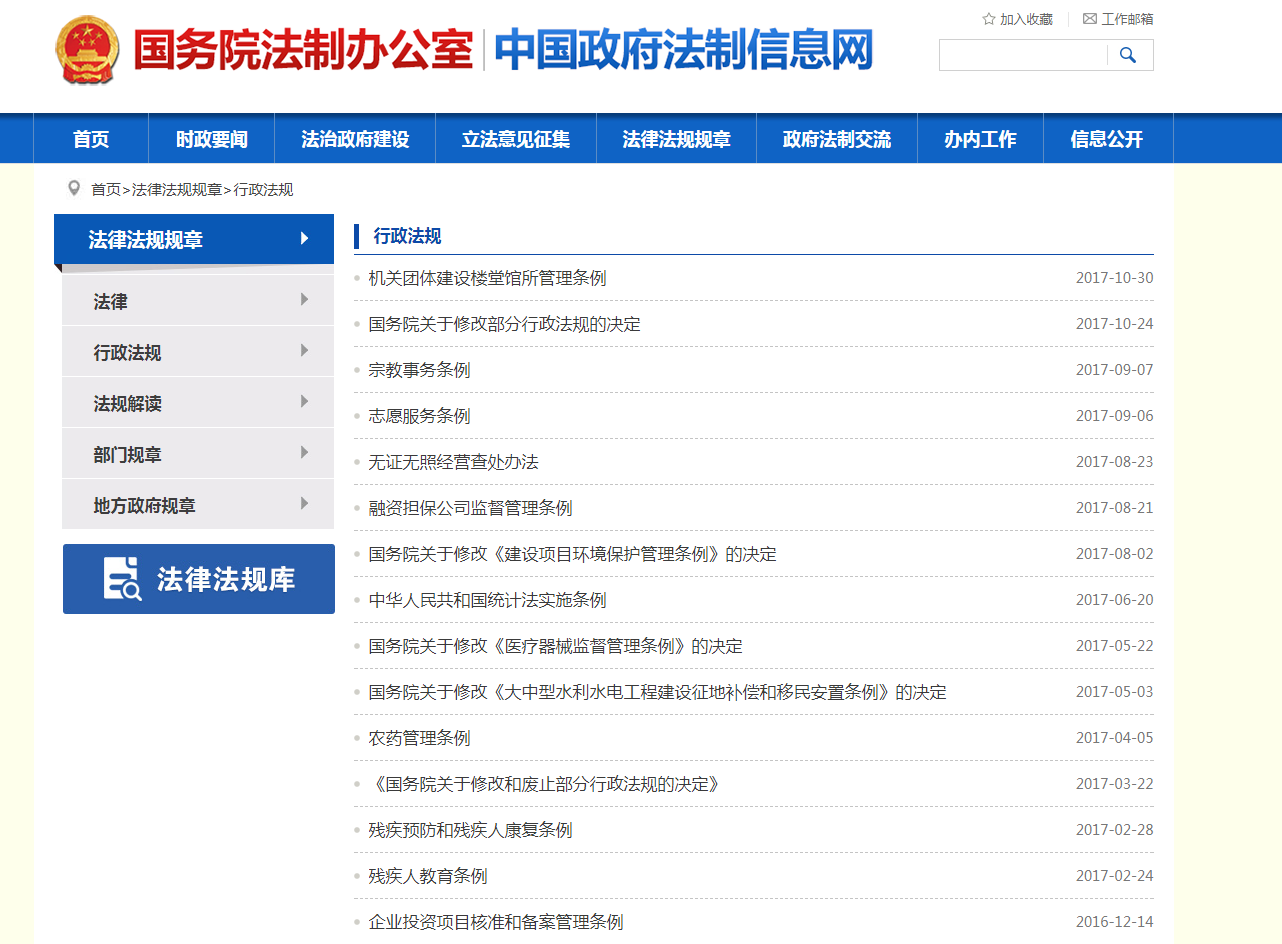 加入收藏 工作邮箱
国务院法制办公室 中国政府法制信息网
首页 时政要闻 法治政府建设 立法意见征集 法律法规规章 政府法制交流 办内工作 信息公开
首页>法律法规规章>行政法规
法律法规规章
法律
行政法规
法规解读
部门规章
地方政府规章
法律法规库
行政法规
机关团体建设楼堂馆所管理条例 2017-10-30
国务院关于修改部分行政法规的决定 2017-10-24
宗教事务条例 2017-09-07
志愿服务条例 2017-09-06
无证无照经营查处办法 2017-08-23
融资担保公司监督管理条例 2017-08-21
国务院关于修改《建设项目环境保护管理条例》的决定 2017-08-02
中华人民共和国统计法实施条例 2017-06-20
国务院关于修改《医疗器械监督管理条例》的决定 2017-05-22
国务院关于修改《大中型水利水电工程建设征地补偿和移民安置条例》的决定 2017-05-03
农药管理条例 2017-04-05
《国务院关于修改和废止部分行政法规的决定》 2017-03-22
残疾预防和残疾人康复条例 2017-02-28
残疾人教育条例 2017-02-24
企业投资项目核准和备案管理条例 2016-12-14